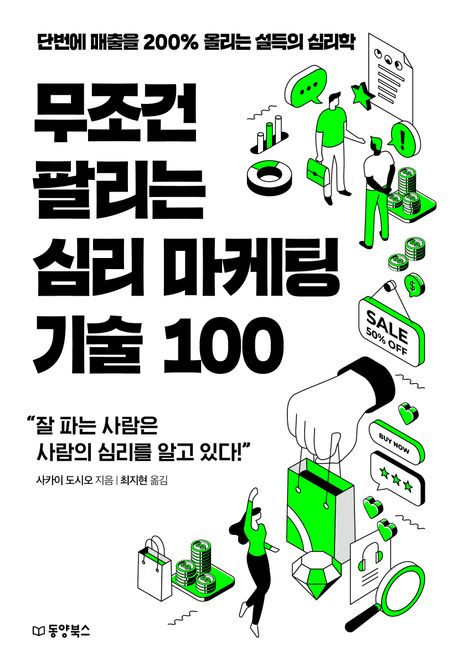 단번에 매출을 200% 올리는 설득의 심리학
무조건
팔리는
심리 마케팅
기술 100
SALE
50% OFF
BUY NOW
“잘 파는 사람은
사람의 심리를 알고 있다!”
사카이 도시오 지음 | 최지현 옮김
동양북스